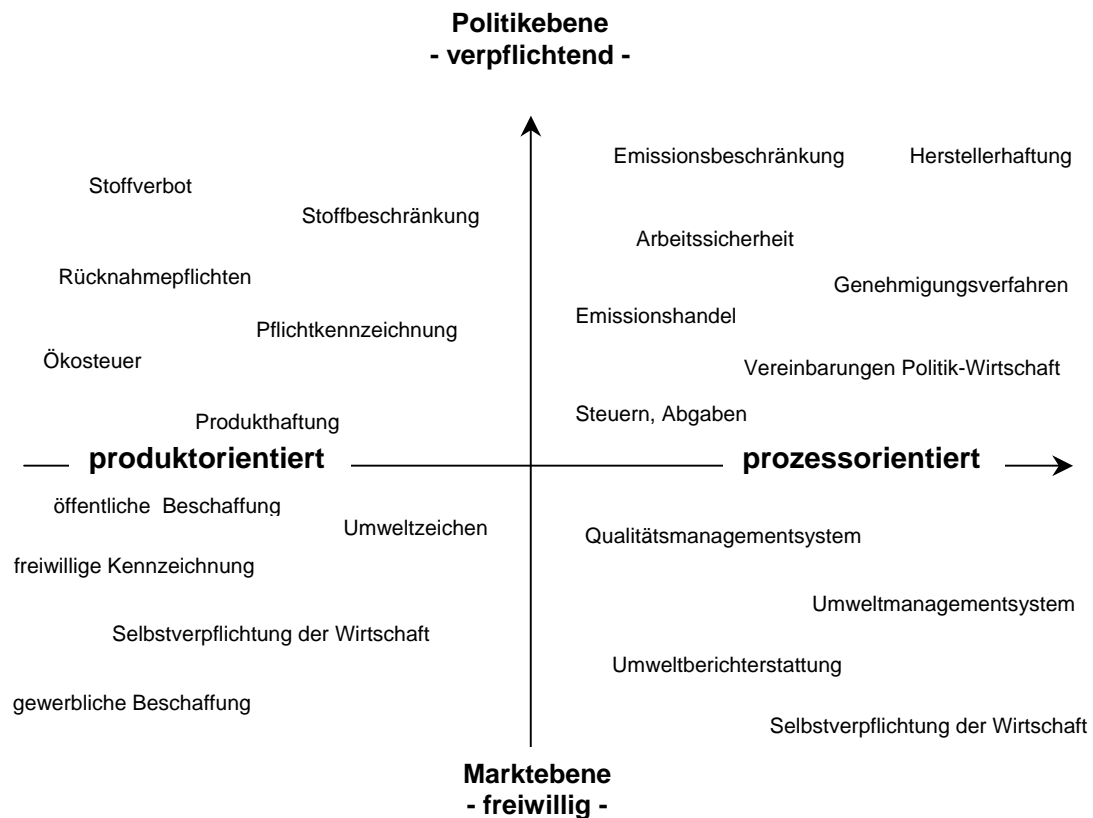 Politikebene
- verpflichtend -
Emissionsbeschränkung
Herstellerhaftung
Stoffverbot
Stoffbeschränkung
Arbeitssicherheit
Rücknahmepflichten
Genehmigungsverfahren
Emissionshandel
Pflichtkennzeichnung
Ökosteuer
Vereinbarungen Politik-Wirtschaft
Steuern, Abgaben
Produkthaftung
produktorientiert
prozessorientiert
öffentliche Beschaffung
Umweltzeichen
Qualitätsmanagementsystem
freiwillige Kennzeichnung
Umweltmanagementsystem
Selbstverpflichtung der Wirtschaft
Umweltberichterstattung
gewerbliche Beschaffung
Selbstverpflichtung der Wirtschaft
Marktebene
- freiwillig -